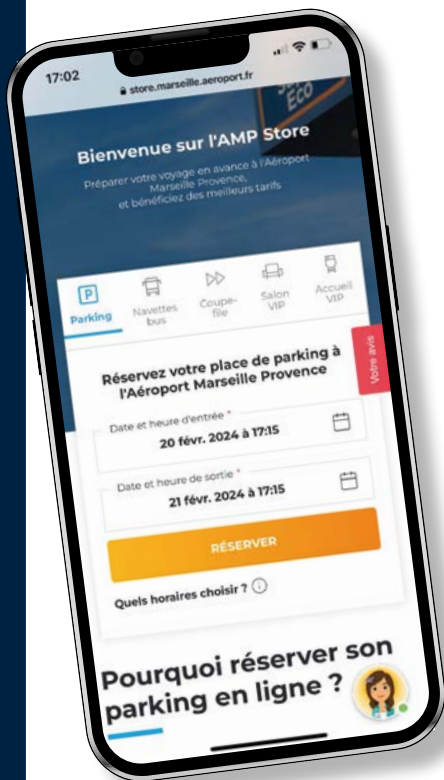 17:02
store.marseille.aeroport.fr
ECO
Bienvenue sur l'AMP Store
Préparer votre voyage en avance à l'Aéroport
Marseille Provence,
et bénéficiez des meilleurs tarifs
P
Parking
Navettes
bus
Coupe-
file
Salon
VIP
Accueil
VIP
Votre avis
Réservez votre place de parking à
l'Aéroport Marseille Provence
Date et heure d'entrée *
20 févr. 2024 à 17:15
Date et heure de sortie *
21 févr. 2024 à 17:15
RÉSERVER
Quels horaires choisir ?
Pourquoi réserver son
parking en ligne ?